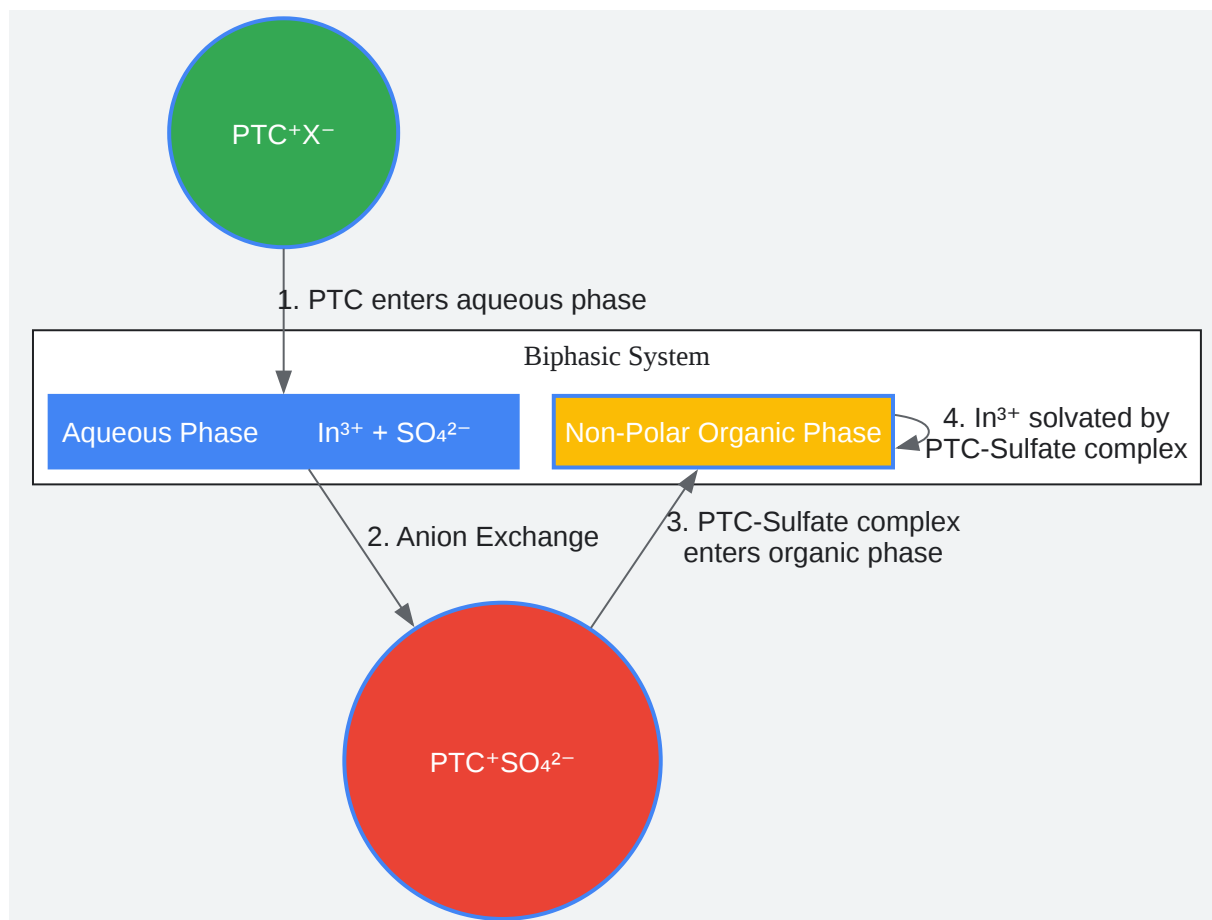 PTC⁺X⁻
1. PTC enters aqueous phase
Biphasic System
Aqueous Phase In³⁺ + SO₄²⁻
Non-Polar Organic Phase
4. In³⁺ solvated by
PTC-Sulfate complex
2. Anion Exchange
3. PTC-Sulfate complex
enters organic phase
PTC⁺SO₄²⁻